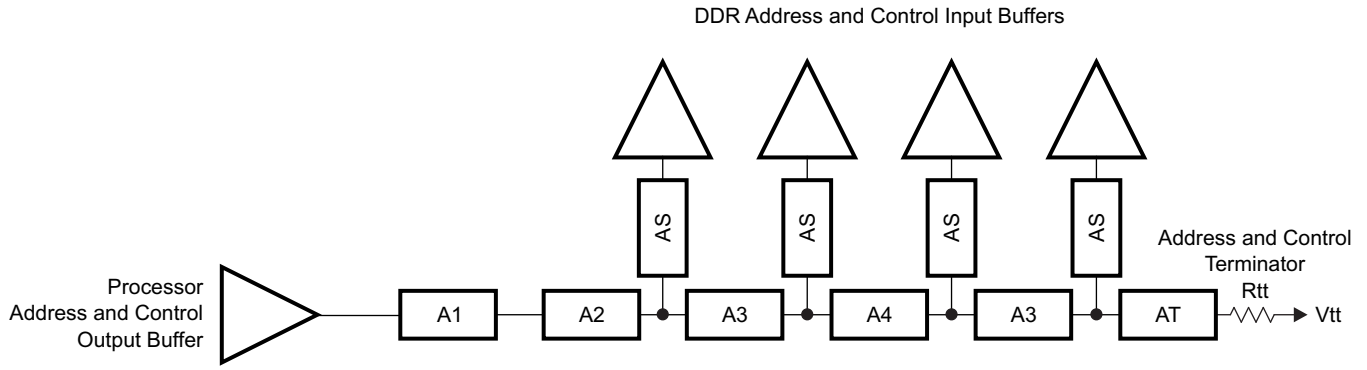 DDR Address and Control Input Buffers
AS
AS
AS
AS
Address and Control
Terminator
Rtt
Processor
Address and Control
Output Buffer
A1
A2
A3
A4
A3
AT
Vtt